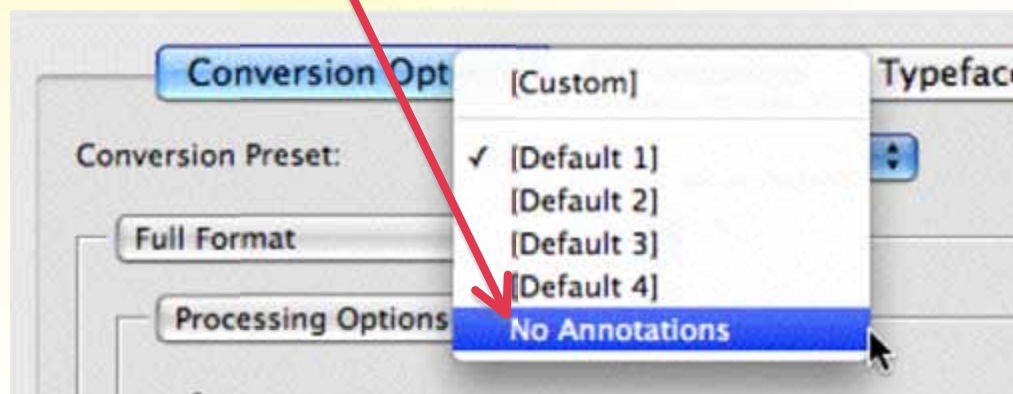 Conversion Opt
Typefac
[Custom]
Conversion Preset:
✓ [Default 1]
[Default 2]
[Default 3]
Full Format
[Default 4]
Processing Options
No Annotations